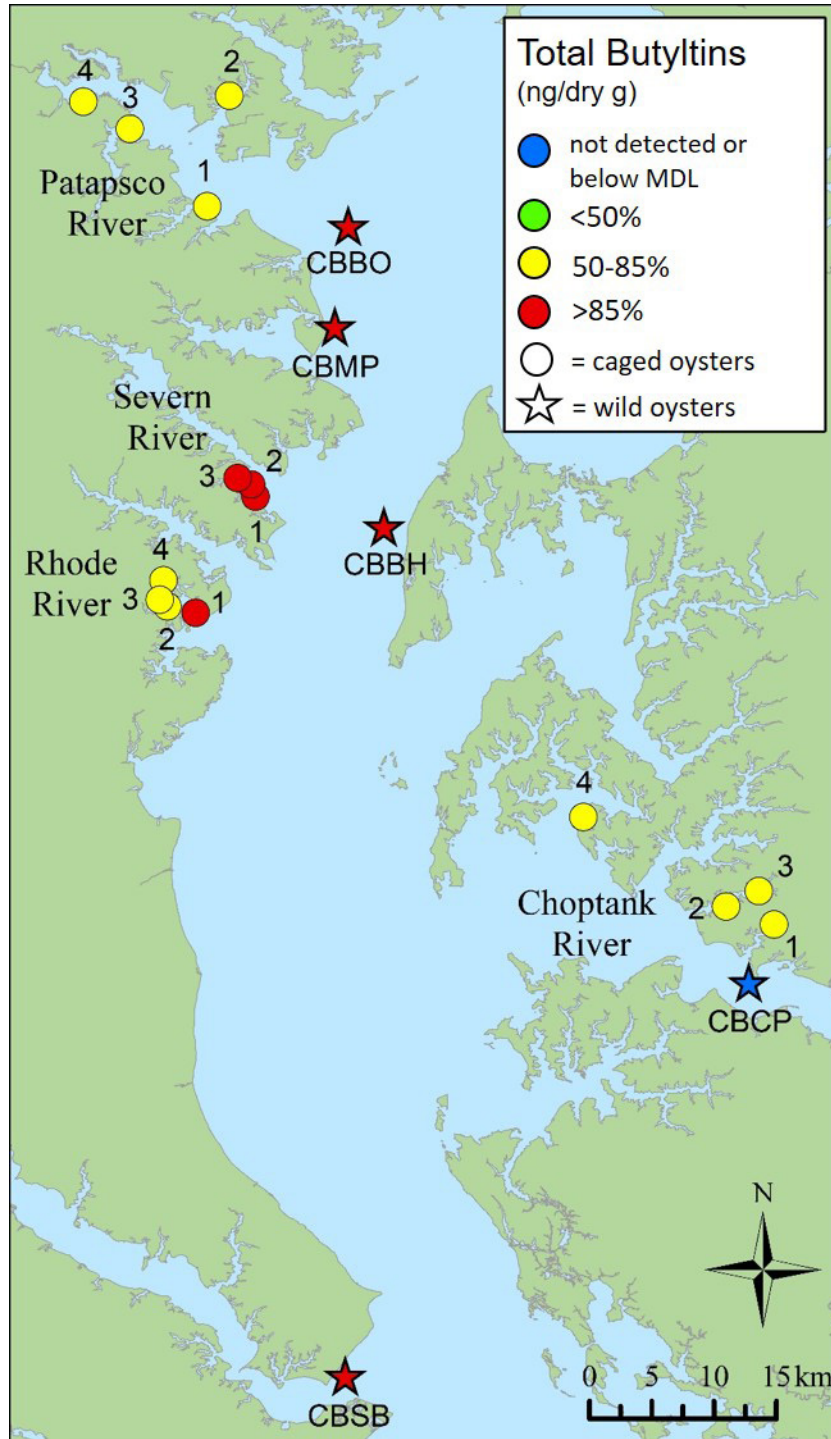 Total Butyltins
(ng/dry g)
not detected or
below MDL
<50%
50-85%
>85%
= caged oysters
= wild oysters
4
3
2
1
Patapsco
River
CBBO
CBMP
Severn
River
3
2
1
CBBH
Rhode
River
4
3
1
2
4
Choptank
River
3
2
1
CBCP
N
0
5
10
15 km
CBSB